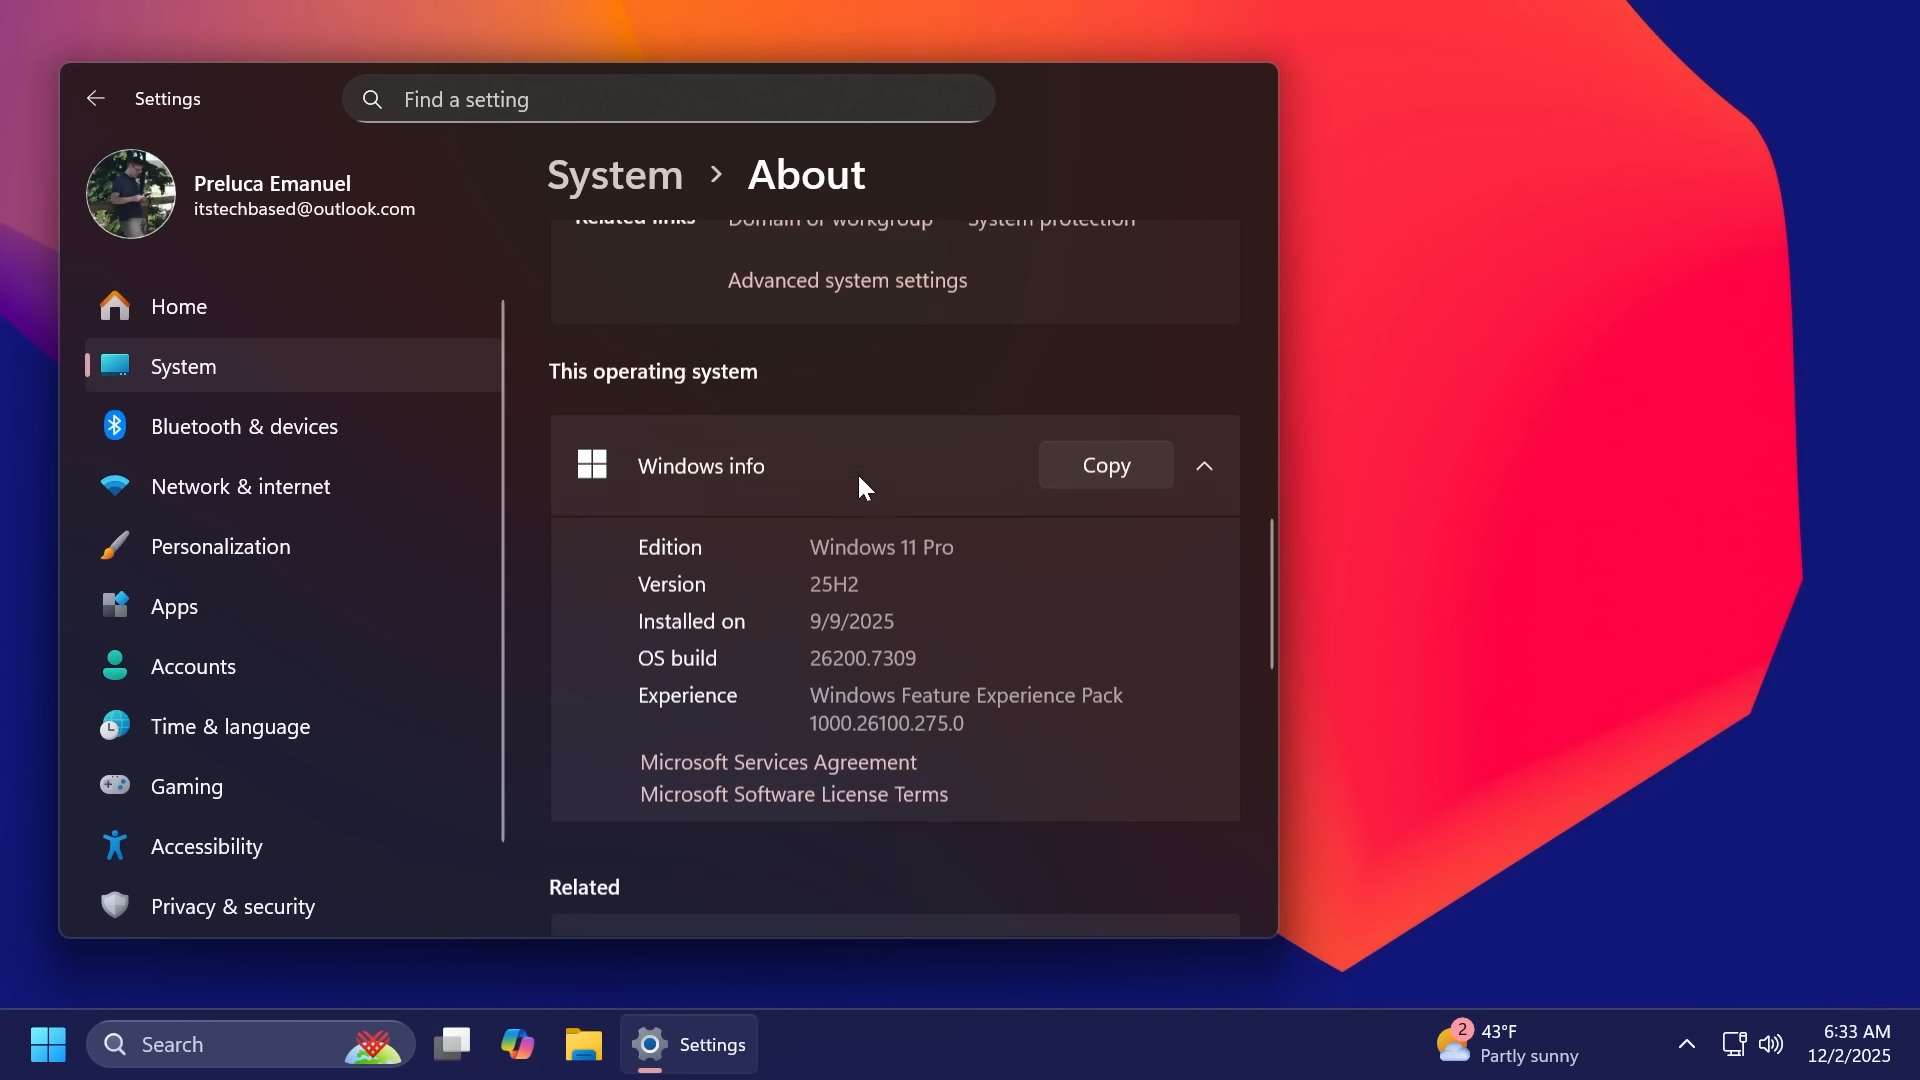 Settings
Find a setting
Preluca Emanuel
itstechbased@outlook.com
Home
System
Bluetooth & devices
Network & internet
Personalization
Apps
Accounts
Time & language
Gaming
Accessibility
Privacy & security
System > About
Related links Domain or workgroup System protection
Advanced system settings
This operating system
Windows info Copy
Edition Windows 11 Pro
Version 25H2
Installed on 9/9/2025
OS build 26200.7309
Experience Windows Feature Experience Pack
1000.26100.275.0
Microsoft Services Agreement
Microsoft Software License Terms
Related
Search
Settings
2
43°F
Partly sunny
6:33 AM
12/2/2025